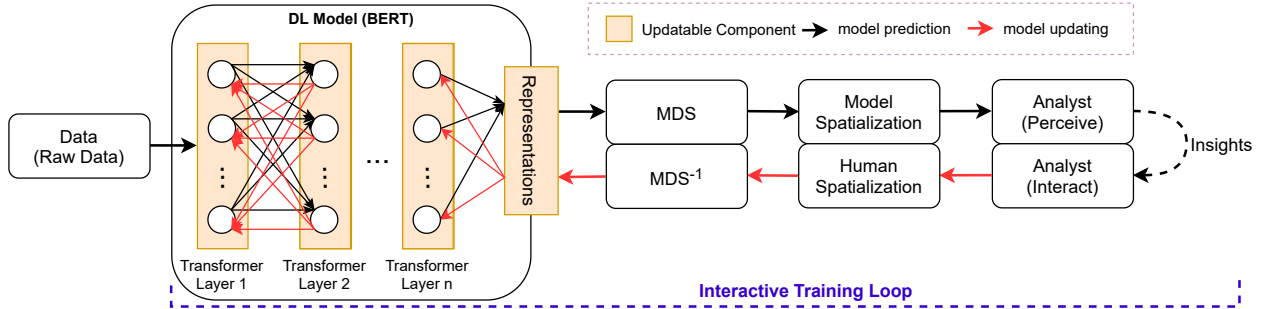 DL Model (BERT)
Updatable Component
model prediction
model updating
Data
(Raw Data)
...
Representations
MDS
Model
Spatialization
Analyst
(Perceive)
Insights
MDS-1
Human
Spatialization
Analyst
(Interact)
Transformer
Layer 1
Transformer
Layer 2
Transformer
Layer n
Interactive Training Loop